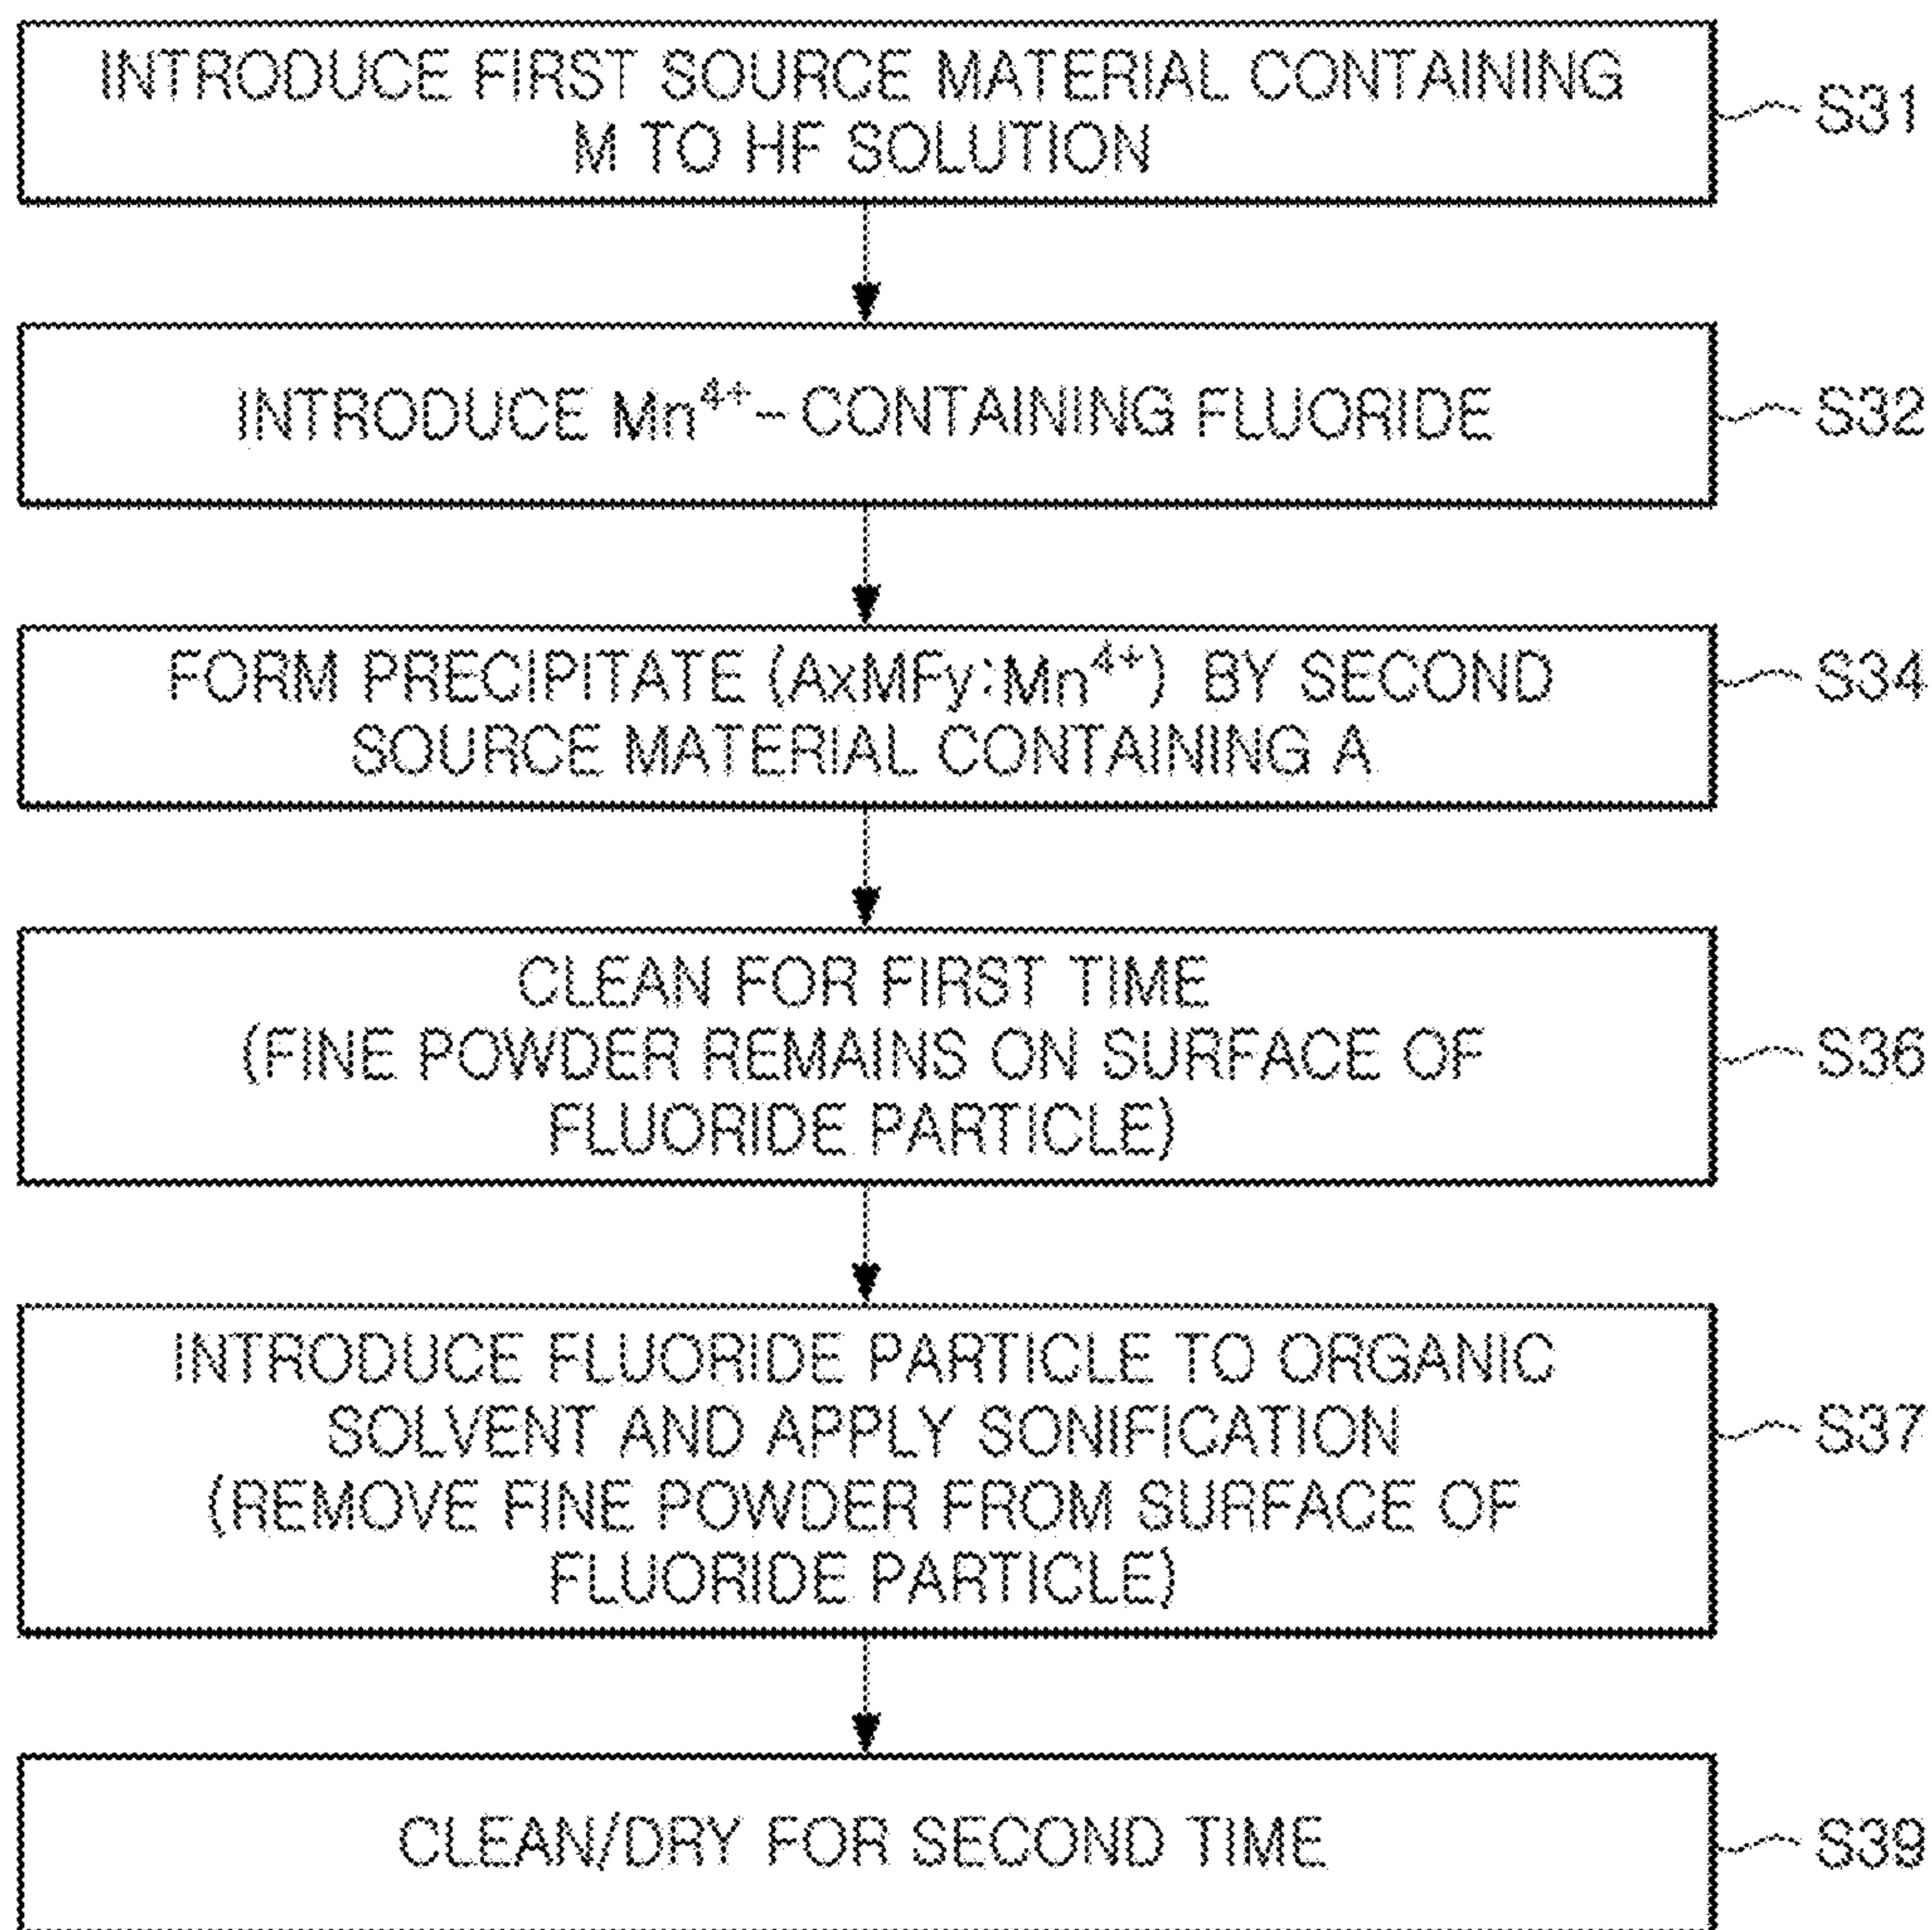 INTRODUCE FIRST SOURCE MATERIAL CONTAINING
M TO HF SOLUTION
S31
INTRODUCE Mn⁴⁺- CONTAINING FLUORIDE
S32
FORM PRECIPITATE (AxMFy:Mn⁴⁺) BY SECOND
SOURCE MATERIAL CONTAINING A
S34
CLEAN FOR FIRST TIME
(FINE POWDER REMAINS ON SURFACE OF
FLUORIDE PARTICLE)
S36
INTRODUCE FLUORIDE PARTICLE TO ORGANIC
SOLVENT AND APPLY SONIFICATION
(REMOVE FINE POWDER FROM SURFACE OF
FLUORIDE PARTICLE)
S37
CLEAN/DRY FOR SECOND TIME
S39